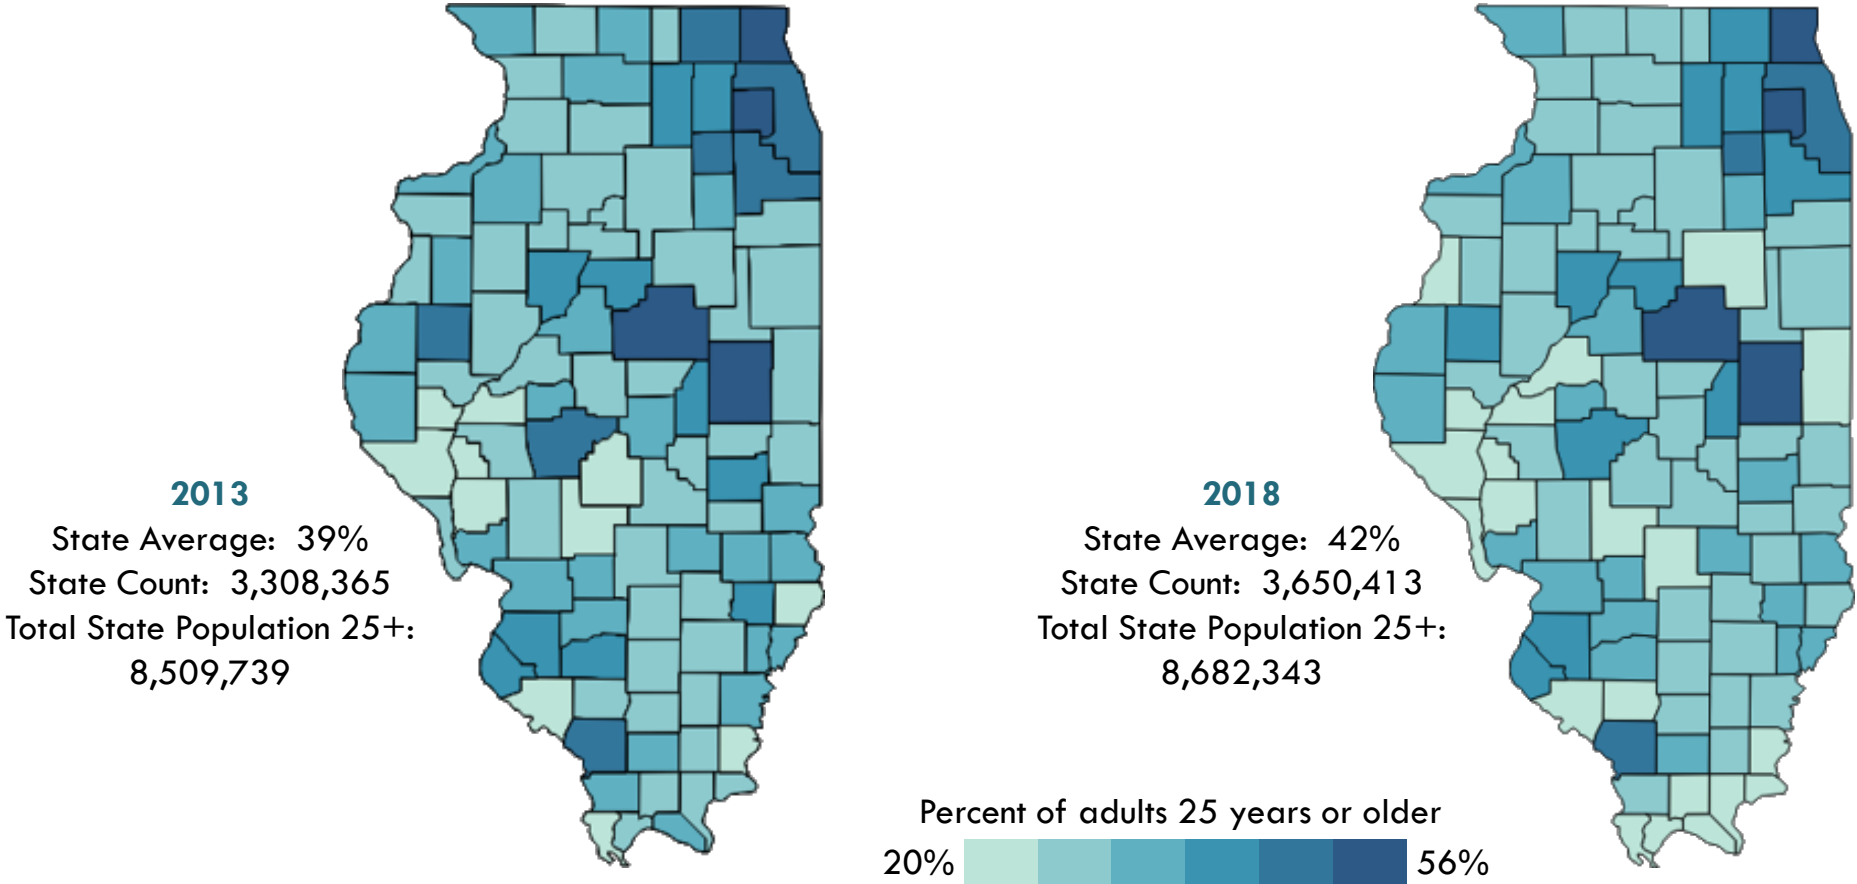 2013
State Average: 39%
State Count: 3,308,365
Total State Population 25+:
8,509,739
2018
State Average: 42%
State Count: 3,650,413
Total State Population 25+:
8,682,343
Percent of adults 25 years or older
20% 56%